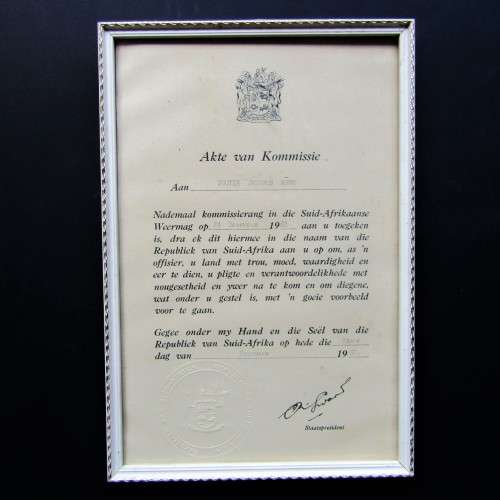 Akte van Kommissie
Aan
Nademaal kommissierang in die Suid-Afrikaanse
Weermag op 19 aan u toegeken
is, dra ek dit hiermee in die naam van die
Republiek van Suid-Afrika aan u op om, as 'n
offisier, u land met trou, moed, waardigheid en
eer te dien, u pligte en verantwoordelikhede met
nougesetheid en ywer na te kom en om diegene,
wat onder u gestel is, met 'n goeie voorbeeld
voor te gaan.
Gegee onder my Hand en die Seël van die
Republiek van Suid-Afrika op hede die
dag van 19
Staatspresident